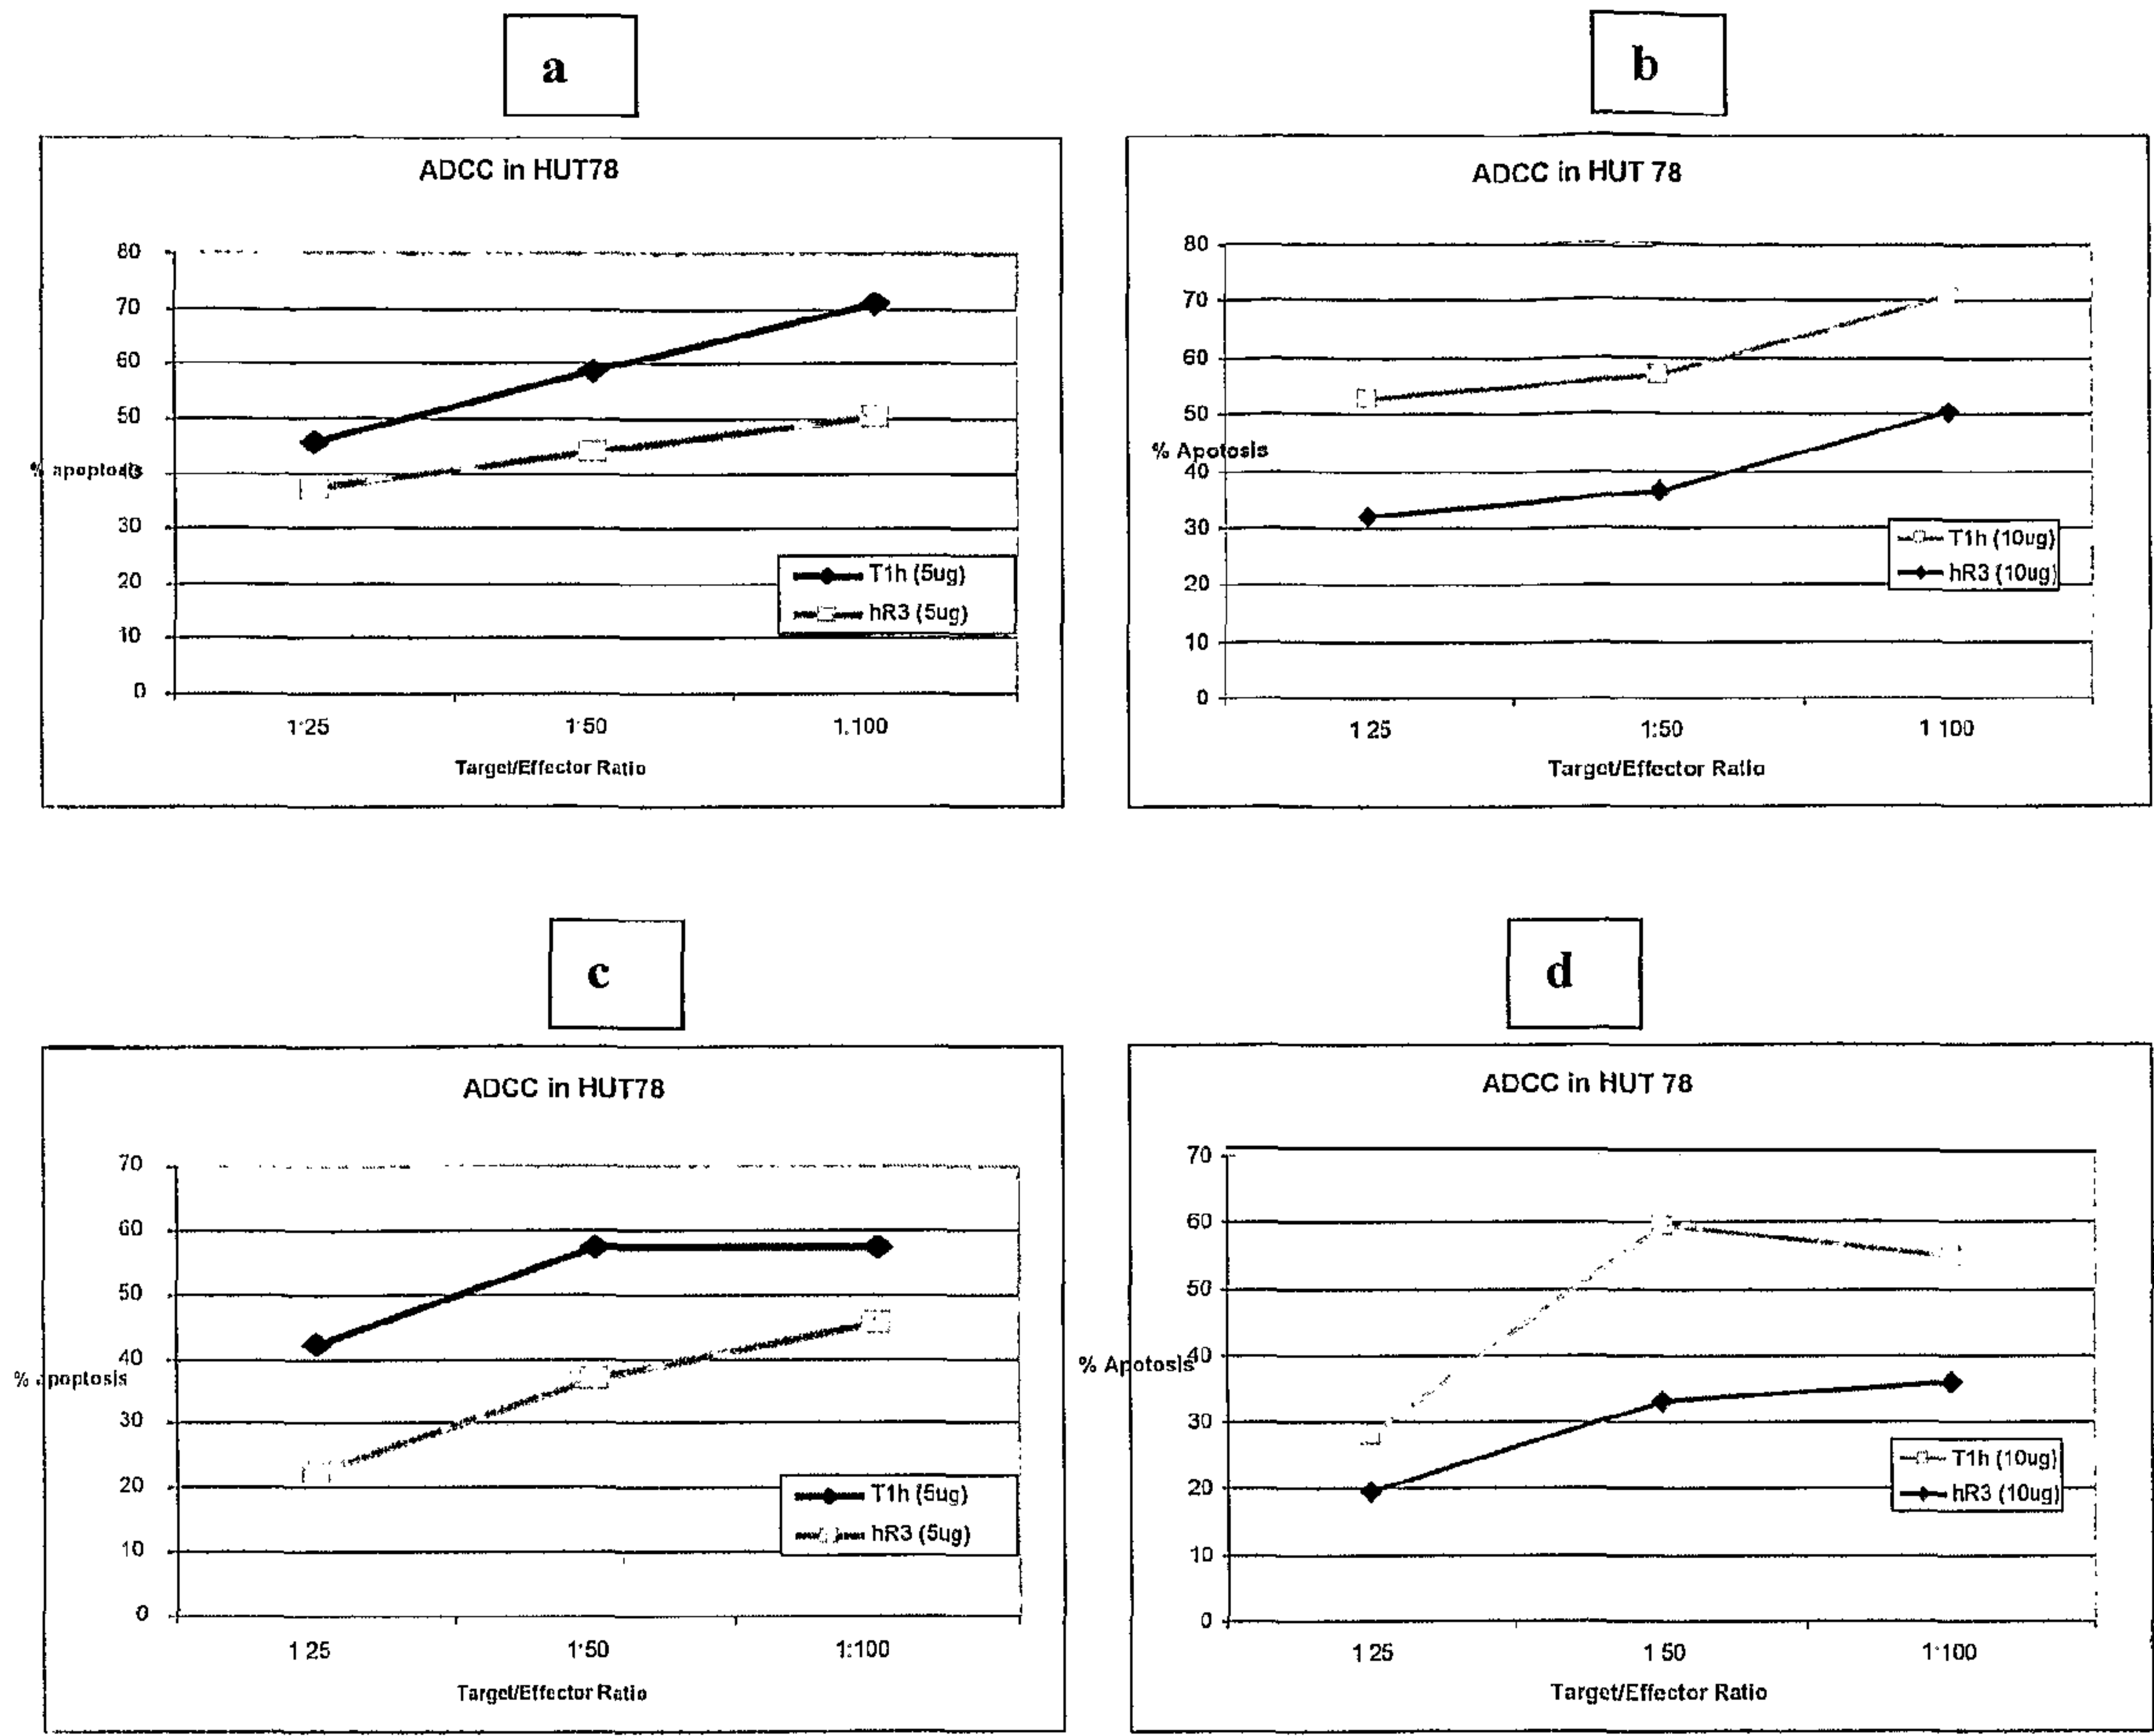 a
ADCC in HUT78
80
70
60
50
% apoptosis
40
30
20
10
0
T1h (5ug)
hR3 (5ug)
1:25 1:50 1.100
Target/Effector Ratio
b
ADCC in HUT 78
80
70
60
50
% Apotosis
40
30
20
10
0
T1h (10ug)
hR3 (10ug)
1 25 1:50 1 100
Target/Effector Ratio
c
ADCC in HUT78
70
60
50
40
% apoptosis
30
20
10
0
T1h (5ug)
hR3 (5ug)
1 25 1:50 1:100
Target/Effector Ratio
d
ADCC in HUT 78
70
60
50
% Apotosis
40
30
20
10
0
T1h (10ug)
hR3 (10ug)
1 25 1 50 1:100
Target/Effector Ratio